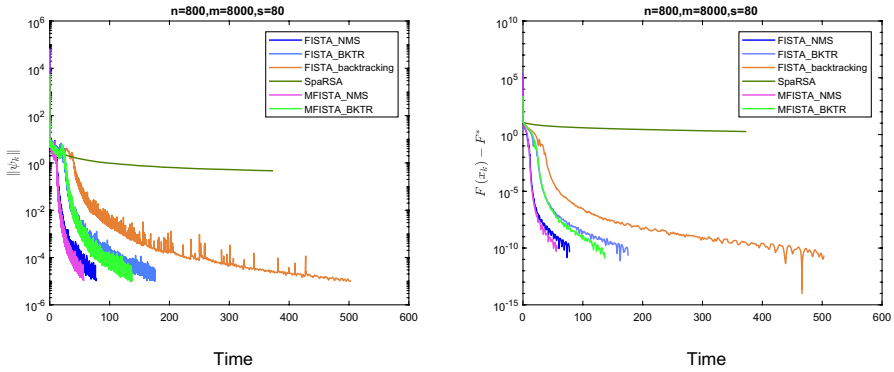 n=800,m=8000,s=80
10^6
10^4
10^2
10^0
10^-2
10^-4
10^-6
‖ψ_k‖
FISTA_NMS
FISTA_BKTR
FISTA_backtracking
SpaRSA
MFISTA_NMS
MFISTA_BKTR
0 100 200 300 400 500 600
Time
n=800,m=8000,s=80
10^10
10^5
10^0
10^-5
10^-10
10^-15
F (x_k) − F*
FISTA_NMS
FISTA_BKTR
FISTA_backtracking
SpaRSA
MFISTA_NMS
MFISTA_BKTR
0 100 200 300 400 500 600
Time